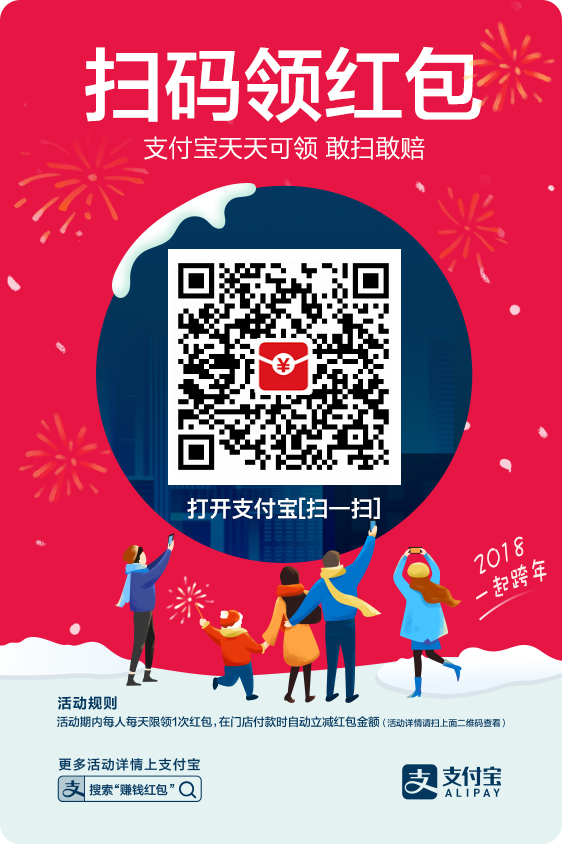 扫码领红包
支付宝天天可领 敢扫敢赔
¥
打开支付宝[扫一扫]
2018
一起跨年
活动规则
活动期内每人每天限领1次红包,在门店付款时自动立减红包金额(活动详情请扫上面二维码查看)
更多活动详情上支付宝
支 搜索“赚钱红包”
支 支付宝
ALIPAY